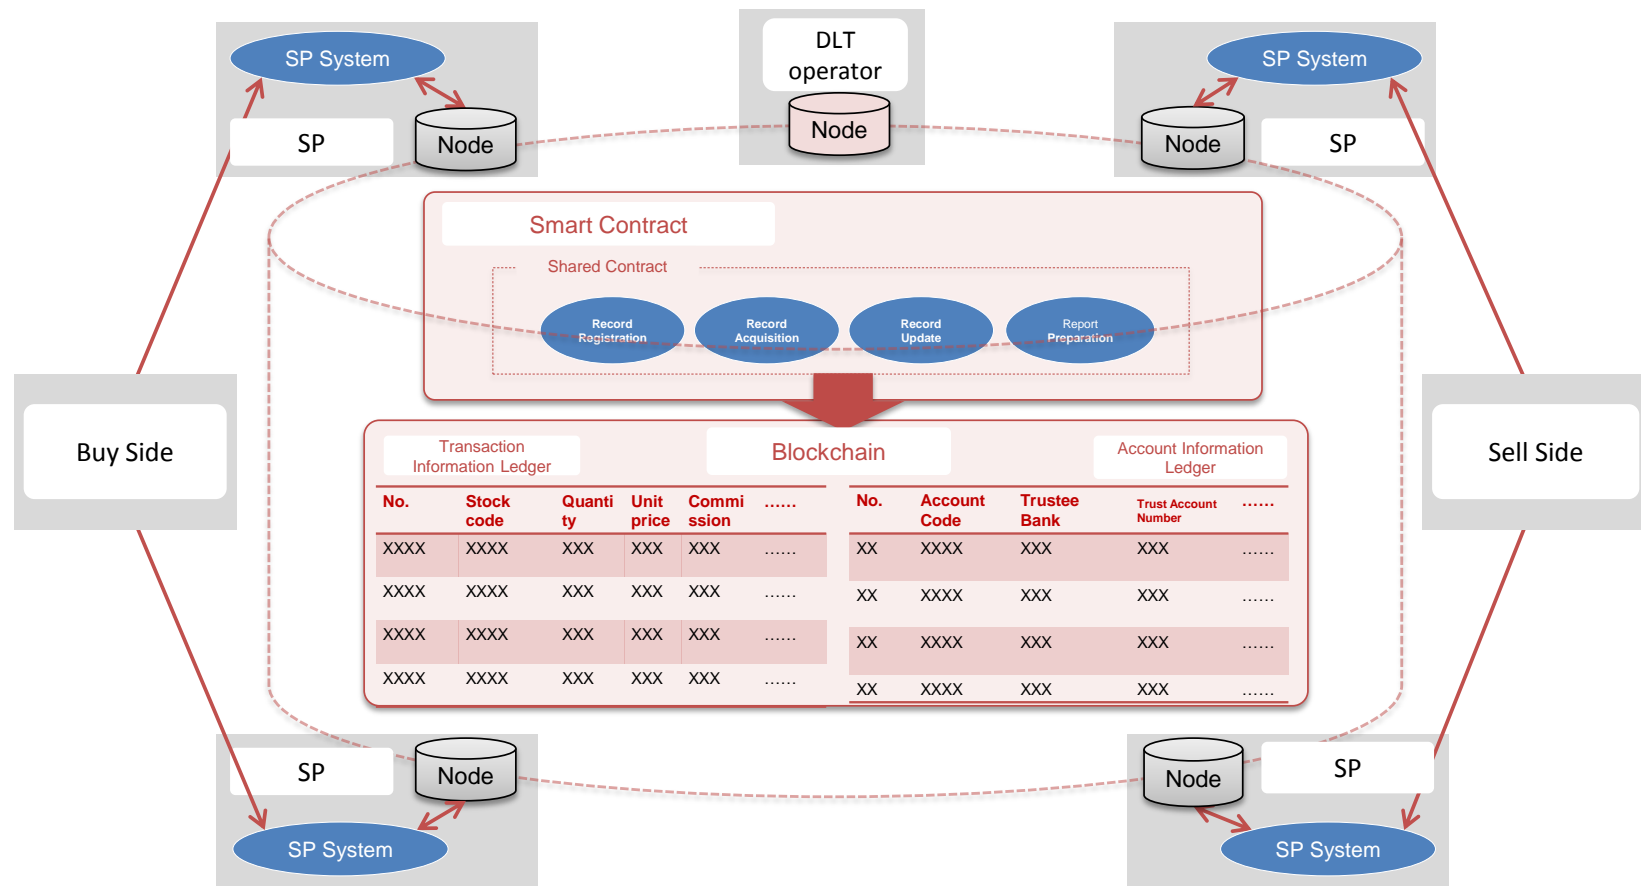 SP System
SP
Node
DLT
operator
Node
SP System
Node
SP
Smart Contract
Shared Contract
Record
Registration
Record
Acquisition
Record
Update
Report
Preparation
Buy Side
Sell Side
Transaction
Information Ledger
Blockchain
Account Information
Ledger
No. Stock code Quanti ty Unit price Commi ssion ......
XXXX XXXX XXX XXX XXX ......
XXXX XXXX XXX XXX XXX ......
XXXX XXXX XXX XXX XXX ......
XXXX XXXX XXX XXX XXX ......
No. Account Code Trustee Bank Trust Account Number ......
XX XXXX XXX XXX ......
XX XXXX XXX XXX ......
XX XXXX XXX XXX ......
XX XXXX XXX XXX ......
SP
Node
SP System
Node
SP
SP System